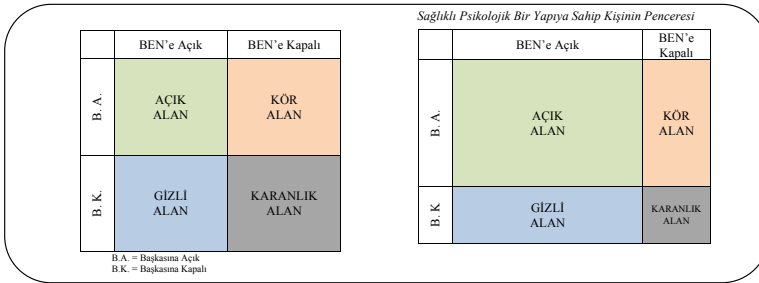 Sağlıklı Psikolojik Bir Yapıya Sahip Kişinin Penceresi
BEN'e Açık
BEN'e Kapalı
B. A.
AÇIK
ALAN
KÖR
ALAN
B. K.
GİZLİ
ALAN
KARANLIK
ALAN
B.A. = Başkasına Açık
B.K. = Başkasına Kapalı
BEN'e Açık
BEN'e
Kapalı
B. A.
AÇIK
ALAN
KÖR
ALAN
B. K
GİZLİ
ALAN
KARANLIK
ALAN